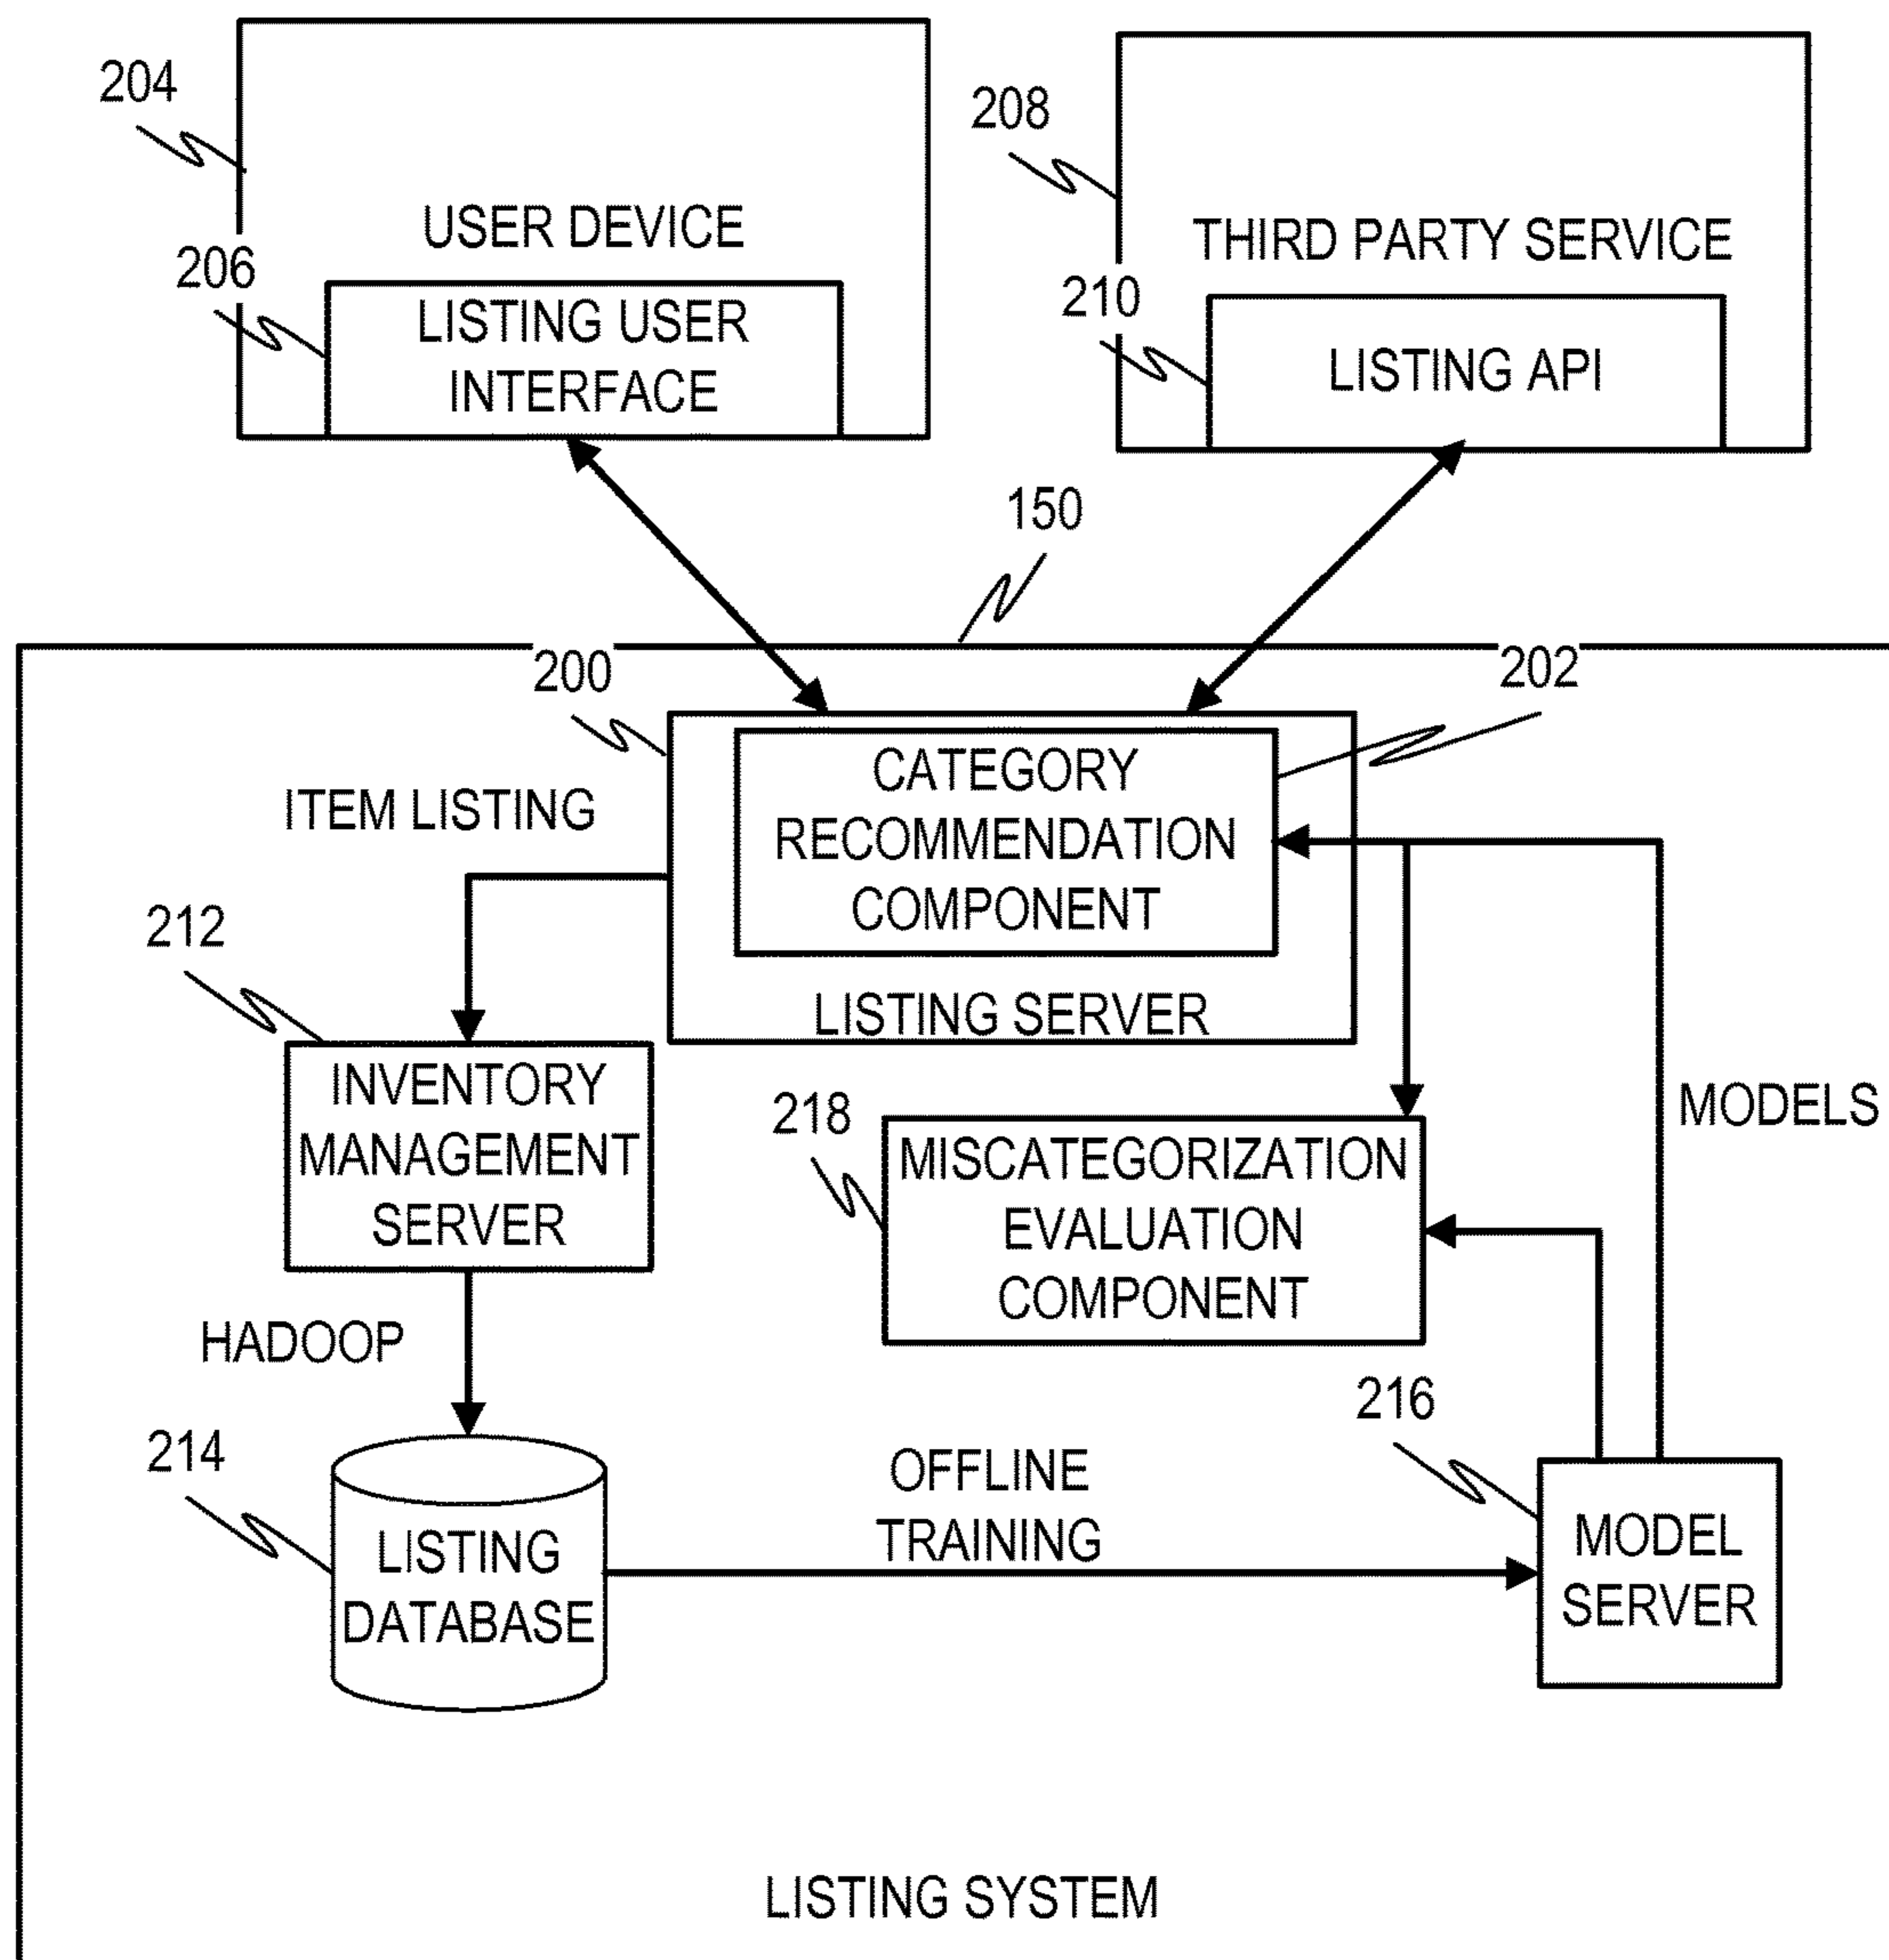 204
USER DEVICE
206
LISTING USER
INTERFACE
208
THIRD PARTY SERVICE
210
LISTING API
150
200
202
CATEGORY
RECOMMENDATION
COMPONENT
LISTING SERVER
ITEM LISTING
212
INVENTORY
MANAGEMENT
SERVER
218
MISCATEGORIZATION
EVALUATION
COMPONENT
MODELS
HADOOP
214
LISTING
DATABASE
OFFLINE
TRAINING
216
MODEL
SERVER
LISTING SYSTEM